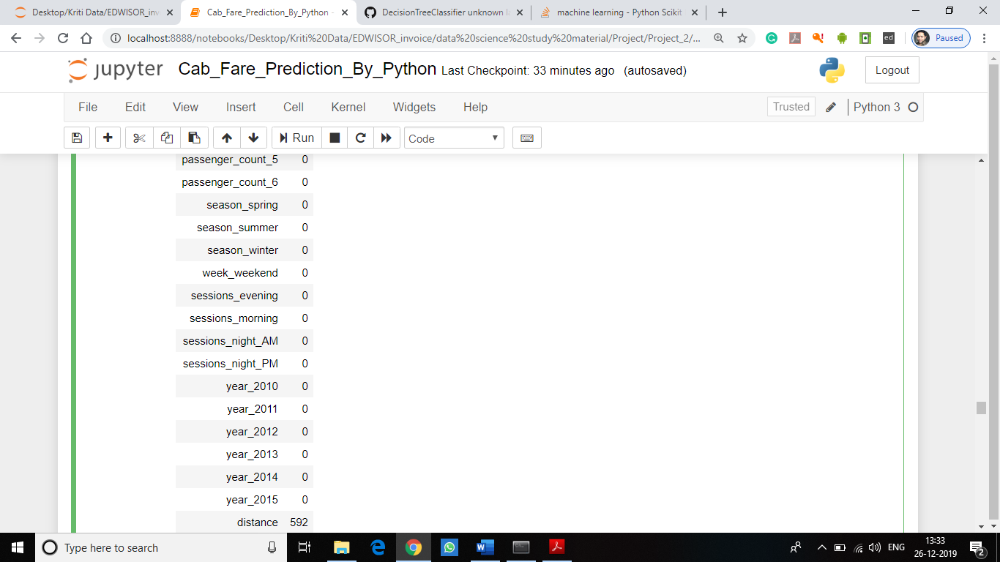 Desktop/Kriti Data/EDWISOR_inv
Cab_Fare_Prediction_By_Python -
DecisionTreeClassifier unknown la
machine learning - Python Scikit
localhost:8888/notebooks/Desktop/Kriti%20Data/EDWISOR_invoice/data%20science%20study%20material/Project/Project_2/...
ed
Paused
jupyter
Cab_Fare_Prediction_By_Python Last Checkpoint: 33 minutes ago (autosaved)
Logout
File Edit View Insert Cell Kernel Widgets Help
Trusted
Python 3
Run
Code
passenger_count_5 0
passenger_count_6 0
season_spring 0
season_summer 0
season_winter 0
week_weekend 0
sessions_evening 0
sessions_morning 0
sessions_night_AM 0
sessions_night_PM 0
year_2010 0
year_2011 0
year_2012 0
year_2013 0
year_2014 0
year_2015 0
distance 592
Type here to search
ENG
13:33
26-12-2019
2